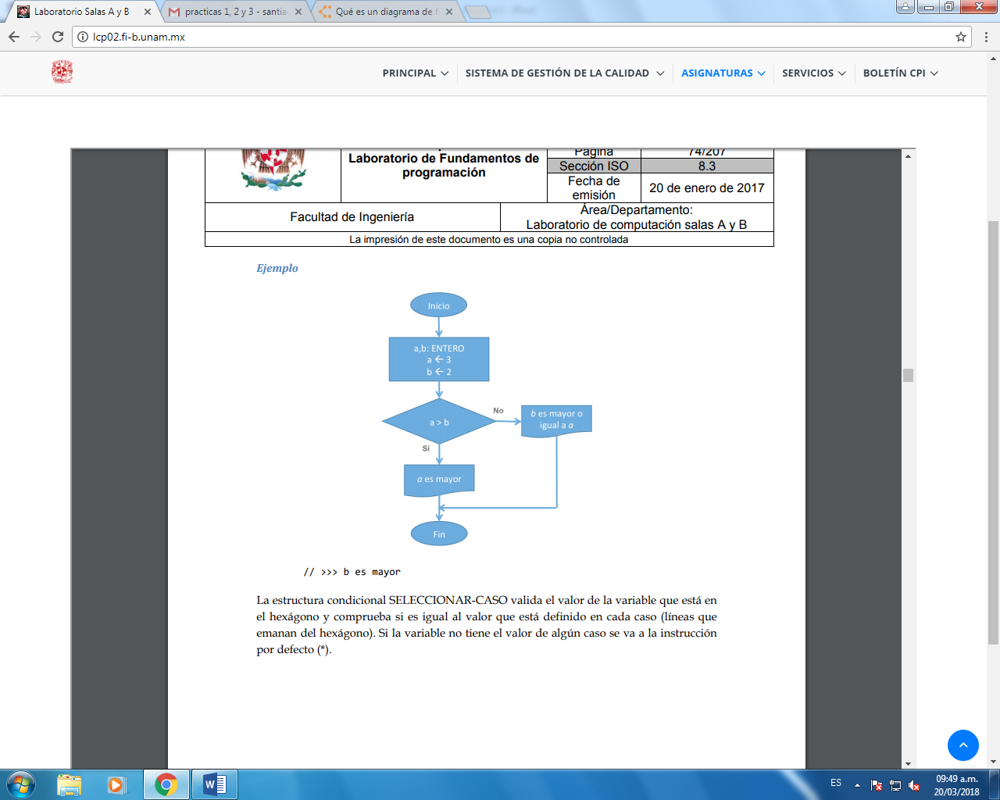 Laboratorio Salas A y B
practicas 1, 2 y 3 - santia
Qué es un diagrama de f
lcp02.fi-b.unam.mx
PRINCIPAL
SISTEMA DE GESTIÓN DE LA CALIDAD
ASIGNATURAS
SERVICIOS
BOLETÍN CPI
Laboratorio de Fundamentos de
programación
Página
74/207
Sección ISO
8.3
Fecha de
emisión
20 de enero de 2017
Facultad de Ingeniería
Área/Departamento:
Laboratorio de computación salas A y B
La impresión de este documento es una copia no controlada
Ejemplo
Inicio
a,b: ENTERO
a ← 3
b ← 2
a > b
No
b es mayor o
igual a a
Sí
a es mayor
Fin
// >>> b es mayor
La estructura condicional SELECCIONAR-CASO valida el valor de la variable que está en
el hexágono y comprueba si es igual al valor que está definido en cada caso (líneas que
emanan del hexágono). Si la variable no tiene el valor de algún caso se va a la instrucción
por defecto (*).
ES
09:49 a.m.
20/03/2018